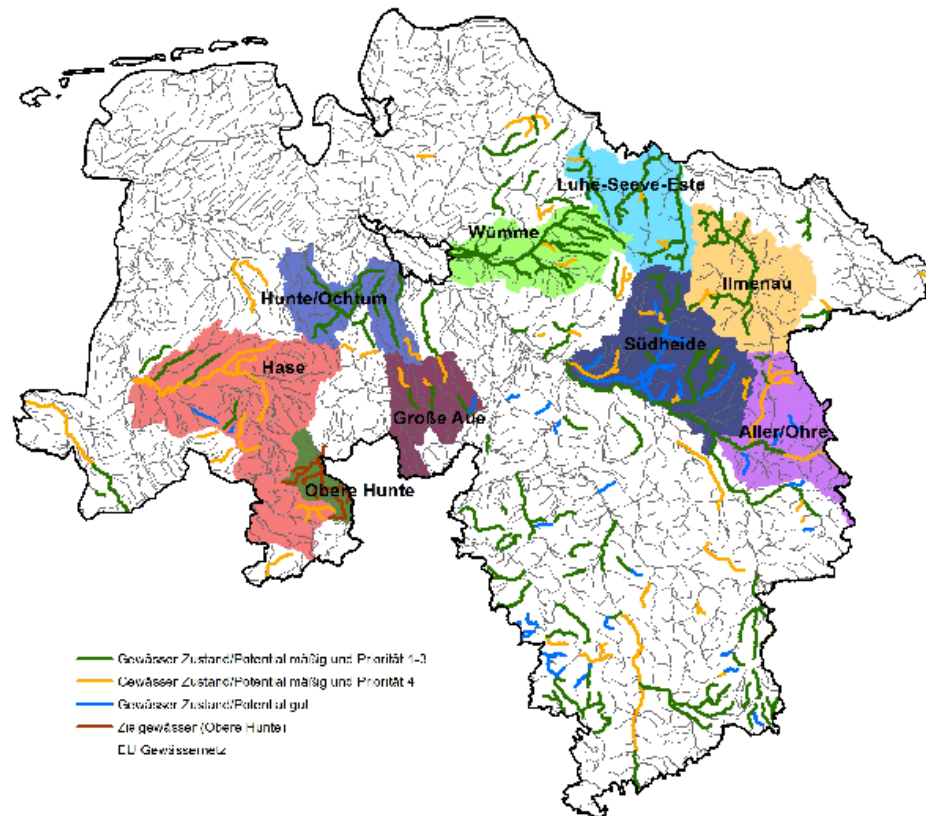 Luhe-Seeve-Este
Wümme
Ilmenau
Hunte/Ochtum
Südheide
Hase
Große Aue
Aller/Ohre
Obere Hunte
Gewässer Zustand/Potential mäßig und Priorität 1-3
Gewässer Zustand/Potential mäßig und Priorität 4
Gewässer Zustand/Potential gut
Zielgewässer (Obere Hunte)
EU Gewässernetz